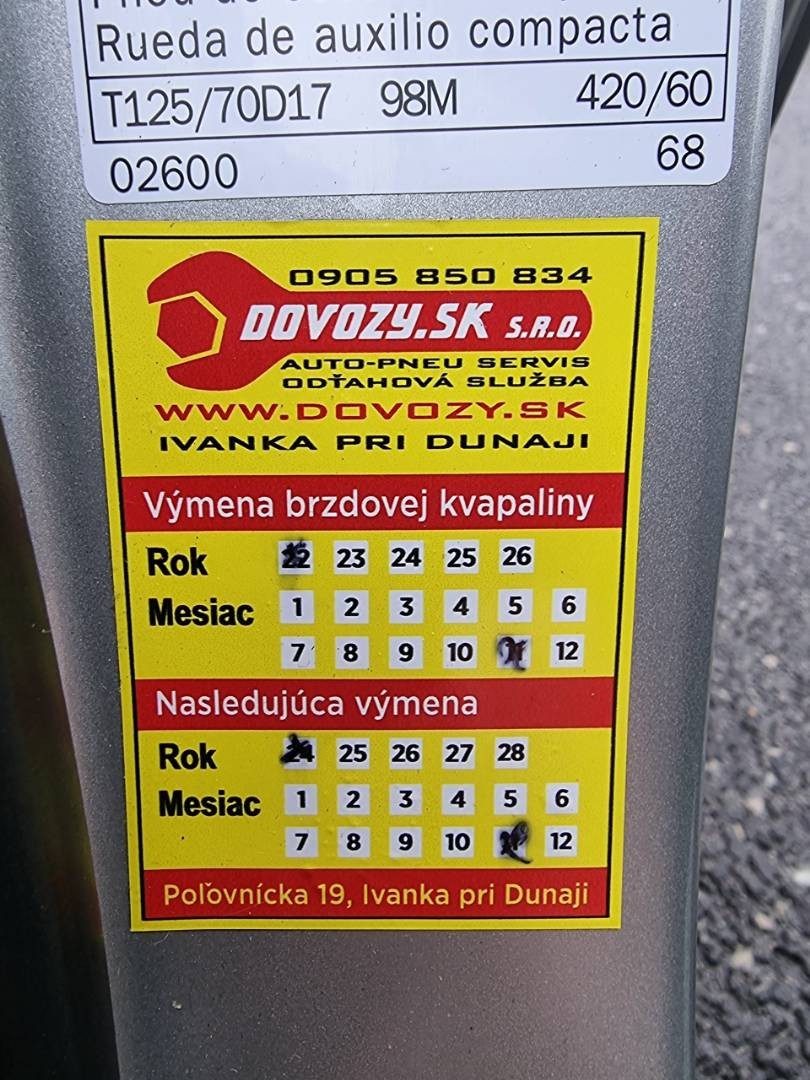 Rueda de auxilio compacta
T125/70D17 98M 420/60
02600 68
0905 850 834
DOVOZY.SK S.R.O.
AUTO-PNEU SERVIS
ODŤAHOVÁ SLUŽBA
WWW.DOVOZY.SK
IVANKA PRI DUNAJI
Výmena brzdovej kvapaliny
Rok 22 23 24 25 26
Mesiac 1 2 3 4 5 6
7 8 9 10 11 12
Nasledujúca výmena
Rok 24 25 26 27 28
Mesiac 1 2 3 4 5 6
7 8 9 10 11 12
Poľovnícka 19, Ivanka pri Dunaji